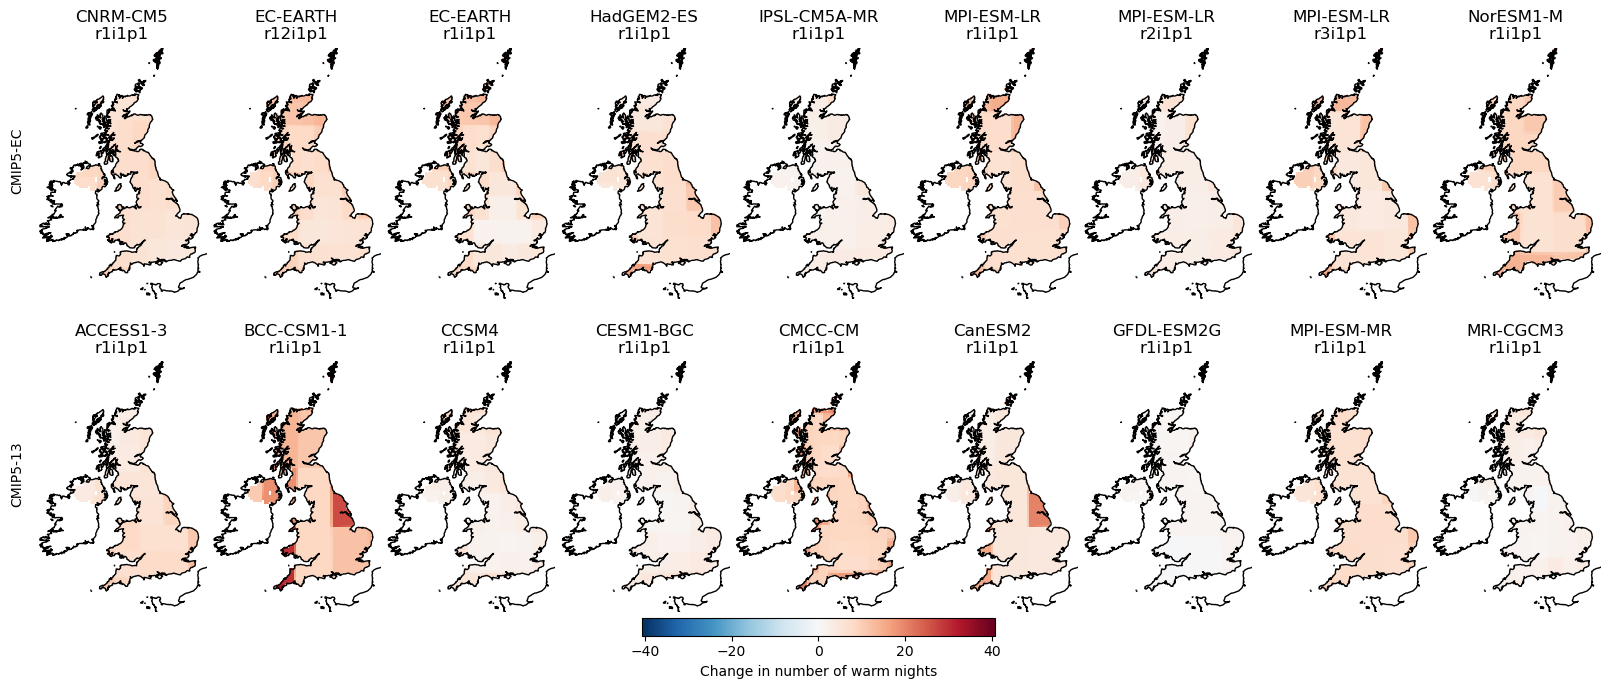 CNRM-CM5 EC-EARTH EC-EARTH HadGEM2-ES IPSL-CM5A-MR MPI-ESM-LR MPI-ESM-LR MPI-ESM-LR NorESM1-M
r1i1p1 r12i1p1 r1i1p1 r1i1p1 r1i1p1 r1i1p1 r2i1p1 r3i1p1 r1i1p1
CMIP5-EC
ACCESS1-3 BCC-CSM1-1 CCSM4 CESM1-BGC CMCC-CM CanESM2 GFDL-ESM2G MPI-ESM-MR MRI-CGCM3
r1i1p1 r1i1p1 r1i1p1 r1i1p1 r1i1p1 r1i1p1 r1i1p1 r1i1p1 r1i1p1
CMIP5-13
−40 −20 0 20 40
Change in number of warm nights